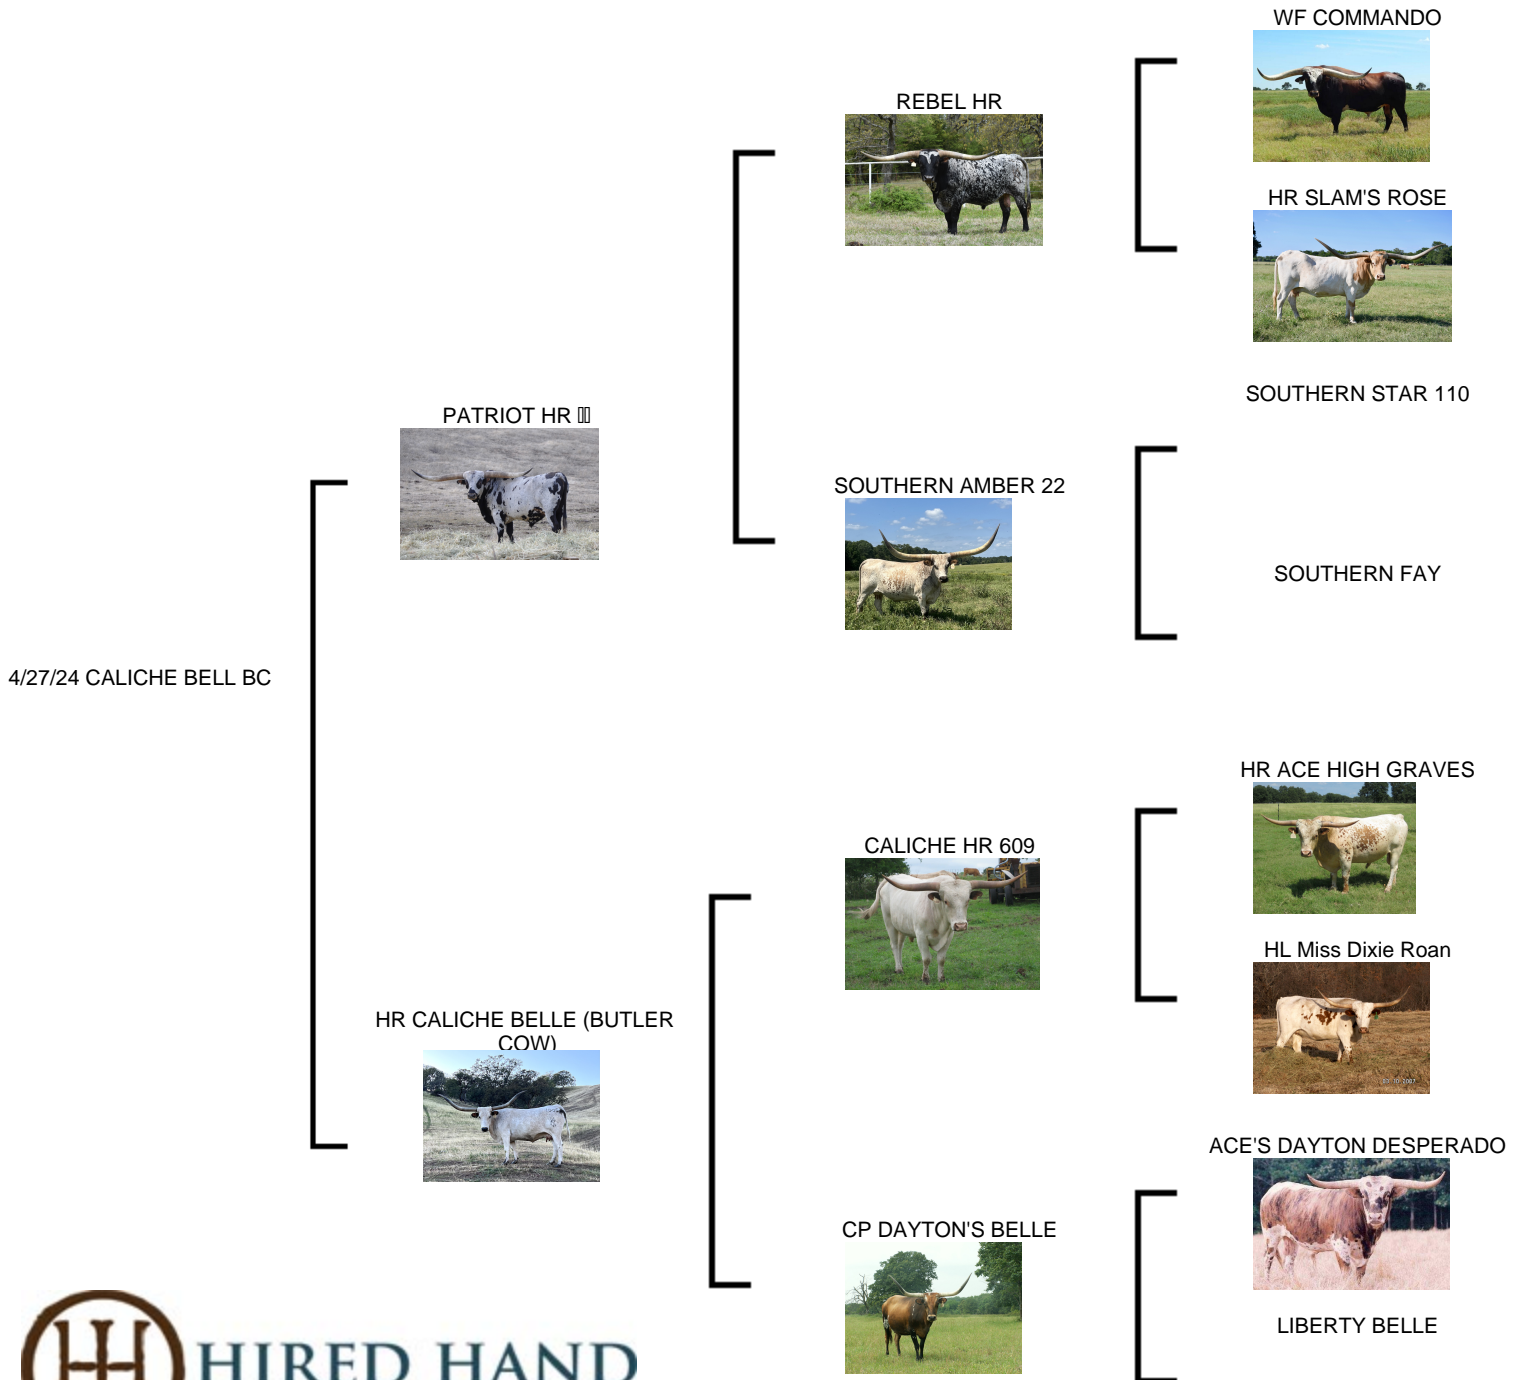 WF COMMANDO
REBEL HR
HR SLAM'S ROSE
SOUTHERN STAR 110
PATRIOT HR
SOUTHERN AMBER 22
SOUTHERN FAY
4/27/24 CALICHE BELL BC
HR ACE HIGH GRAVES
CALICHE HR 609
HL Miss Dixie Roan
HR CALICHE BELLE (BUTLER
COW)
ACE'S DAYTON DESPERADO
CP DAYTON'S BELLE
LIBERTY BELLE
HIRED HAND